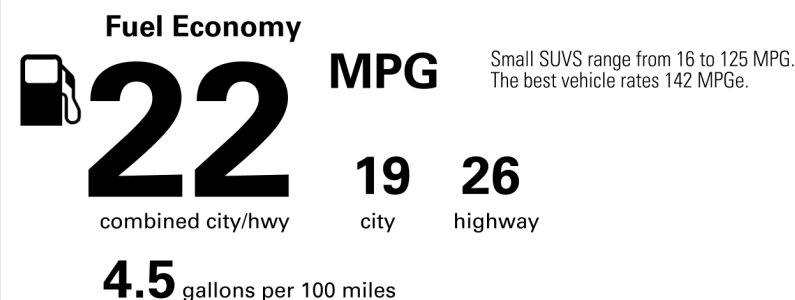 Fuel Economy
22 MPG
Small SUVS range from 16 to 125 MPG.
The best vehicle rates 142 MPGe.
19 26
combined city/hwy city highway
4.5 gallons per 100 miles